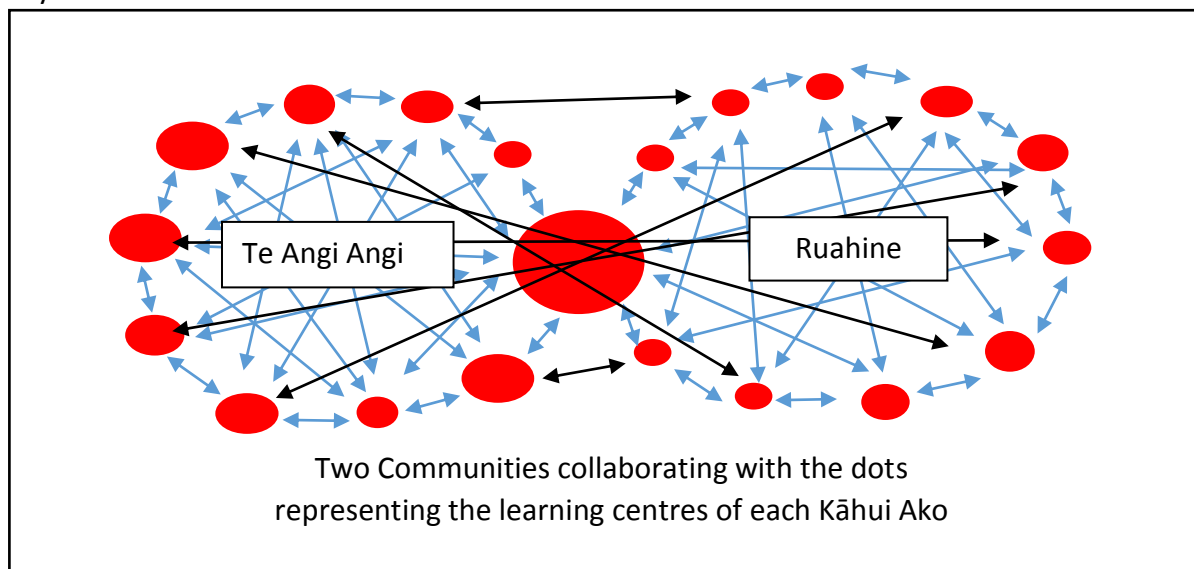 Te Angi Angi
Ruahine
Two Communities collaborating with the dots
representing the learning centres of each Kāhui Ako